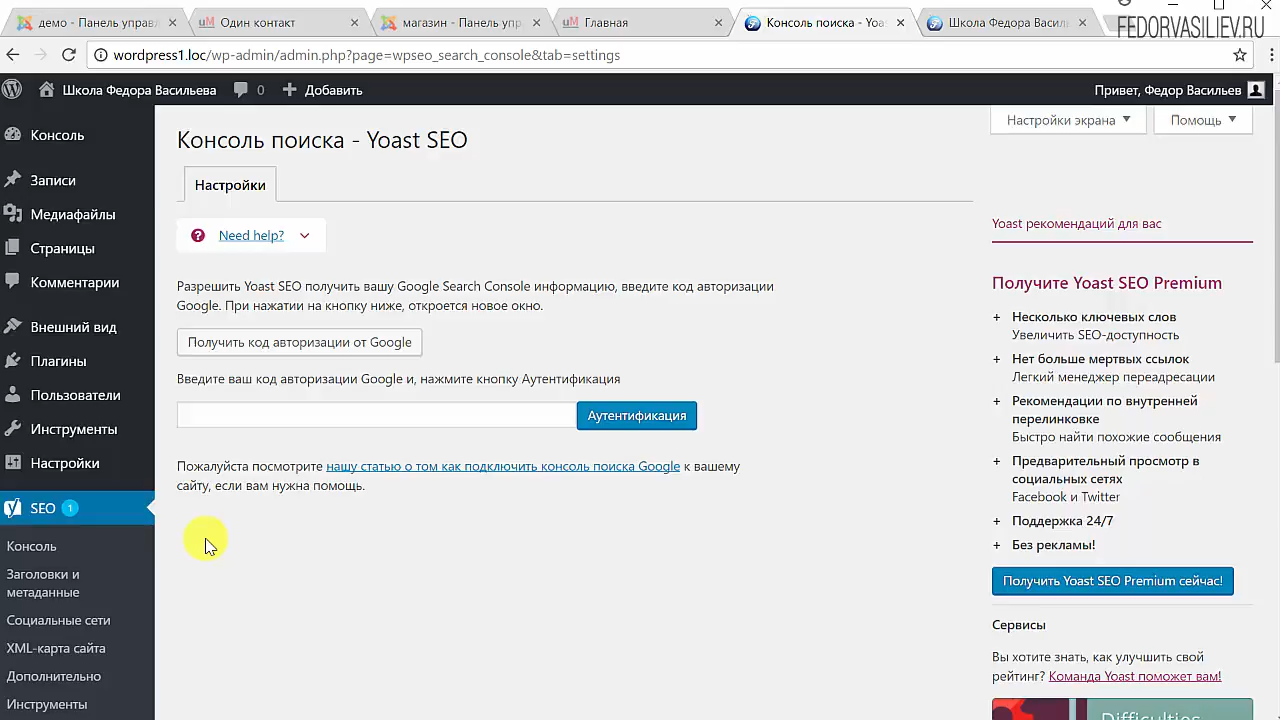 демо - Панель управл
Один контакт
магазин - Панель упр
Главная
Консоль поиска - Yoa
Школа Федора Васил
FEDORVASILIEV.RU
wordpress1.loc/wp-admin/admin.php?page=wpseo_search_console&tab=settings
Школа Федора Васильева
0
Добавить
Привет, Федор Васильев
Консоль
Записи
Медиафайлы
Страницы
Комментарии
Внешний вид
Плагины
Пользователи
Инструменты
Настройки
SEO 1
Консоль
Заголовки и
метаданные
Социальные сети
XML-карта сайта
Дополнительно
Инструменты
Настройки экрана
Помощь
Консоль поиска - Yoast SEO
Настройки
Need help?
Разрешить Yoast SEO получить вашу Google Search Console информацию, введите код авторизации
Google. При нажатии на кнопку ниже, откроется новое окно.
Получить код авторизации от Google
Введите ваш код авторизации Google и, нажмите кнопку Аутентификация
Аутентификация
Пожалуйста посмотрите нашу статью о том как подключить консоль поиска Google к вашему
сайту, если вам нужна помощь.
Yoast рекомендаций для вас
Получите Yoast SEO Premium
+ Несколько ключевых слов
Увеличить SEO-доступность
+ Нет больше мертвых ссылок
Легкий менеджер переадресации
+ Рекомендации по внутренней
перелинковке
Быстро найти похожие сообщения
+ Предварительный просмотр в
социальных сетях
Facebook и Twitter
+ Поддержка 24/7
+ Без рекламы!
Получить Yoast SEO Premium сейчас!
Сервисы
Вы хотите знать, как улучшить свой
рейтинг? Команда Yoast поможет вам!
Difficulties